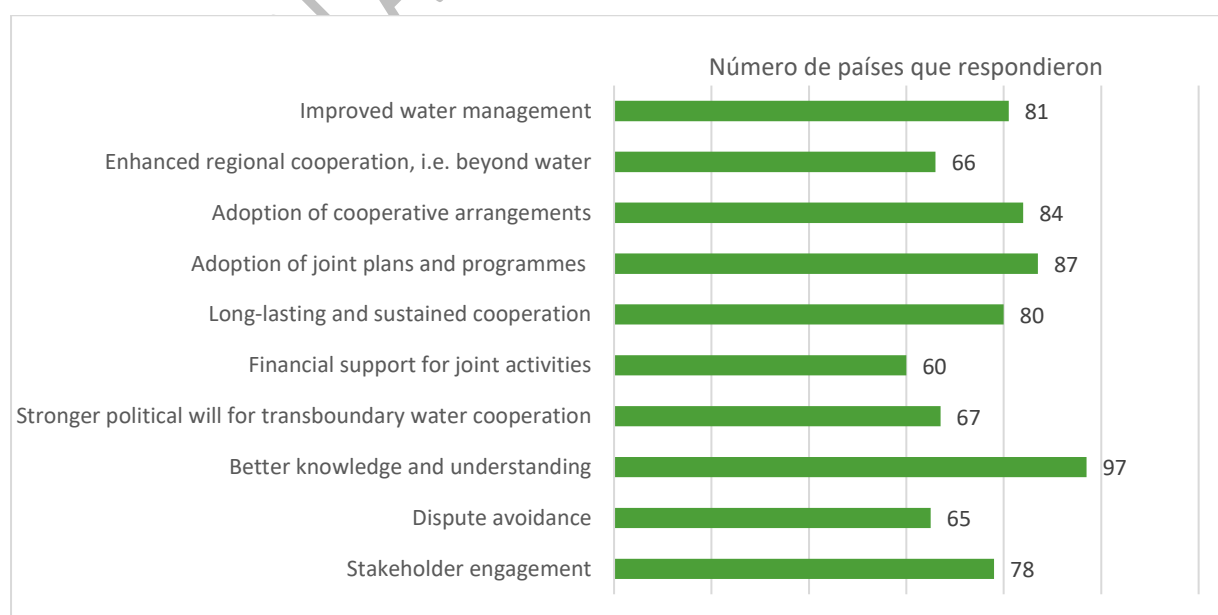 Número de países que respondieron
Improved water management 81
Enhanced regional cooperation, i.e. beyond water 66
Adoption of cooperative arrangements 84
Adoption of joint plans and programmes 87
Long-lasting and sustained cooperation 80
Financial support for joint activities 60
Stronger political will for transboundary water cooperation 67
Better knowledge and understanding 97
Dispute avoidance 65
Stakeholder engagement 78